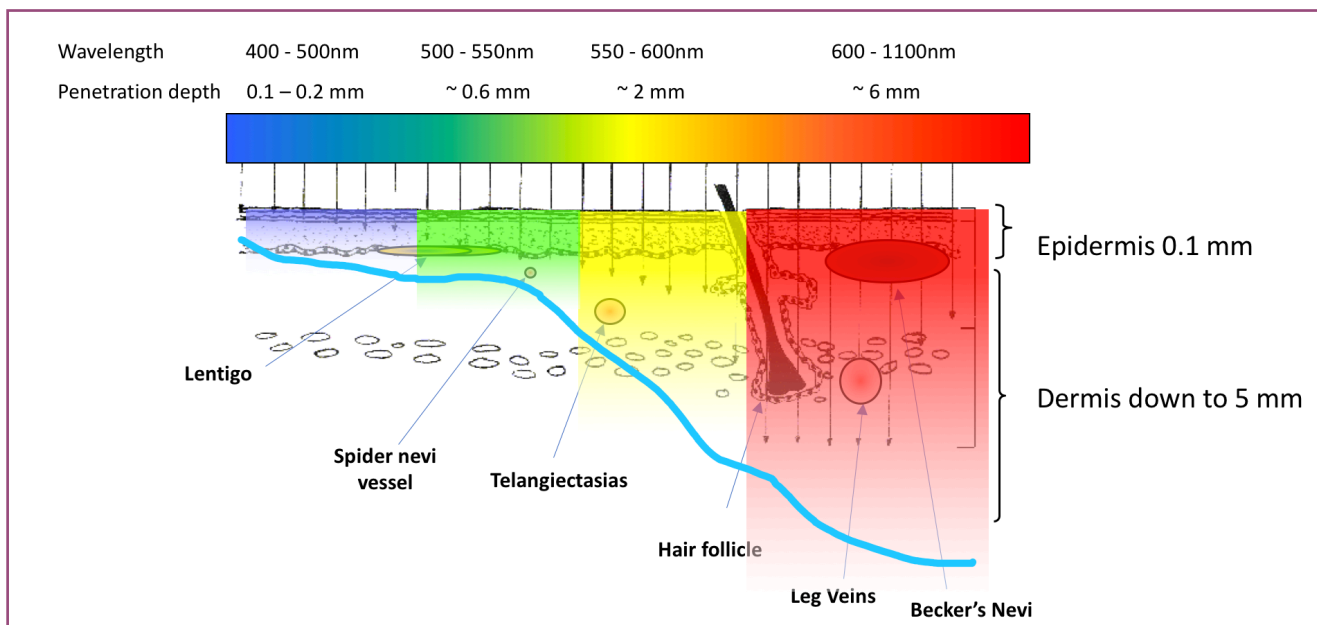 Wavelength 400 - 500nm 500 - 550nm 550 - 600nm 600 - 1100nm
Penetration depth 0.1 – 0.2 mm ~ 0.6 mm ~ 2 mm ~ 6 mm
Epidermis 0.1 mm
Lentigo
Dermis down to 5 mm
Spider nevi
vessel
Telangiectasias
Hair follicle
Leg Veins
Becker's Nevi